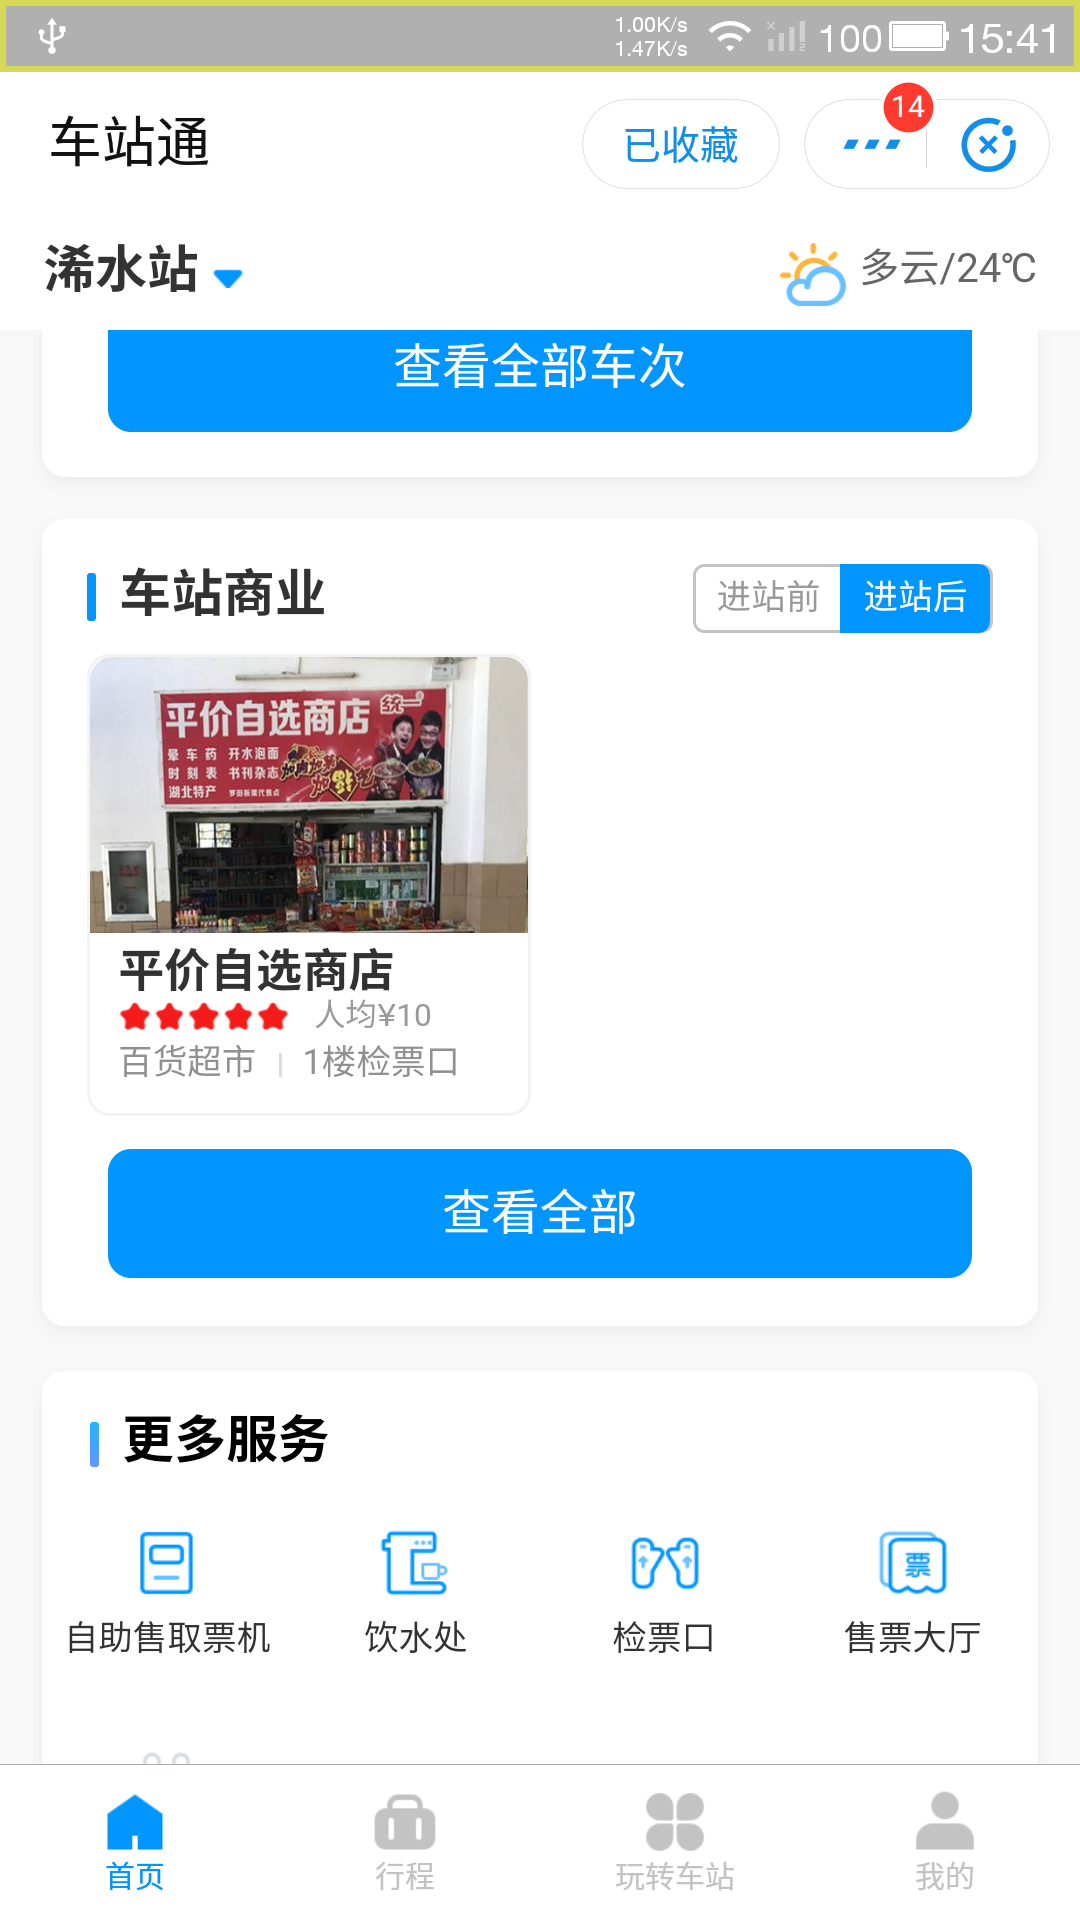 1.00K/s
1.47K/s
100
15:41
车站通
已收藏
14
浠水站
多云/24℃
查看全部车次
车站商业
进站前
进站后
平价自选商店 统一
晕车药 开水泡面
时刻表 书刊杂志
湖北特产
平价自选商店
人均¥10
百货超市 | 1楼检票口
查看全部
更多服务
自助售取票机
饮水处
检票口
票
售票大厅
首页
行程
玩转车站
我的